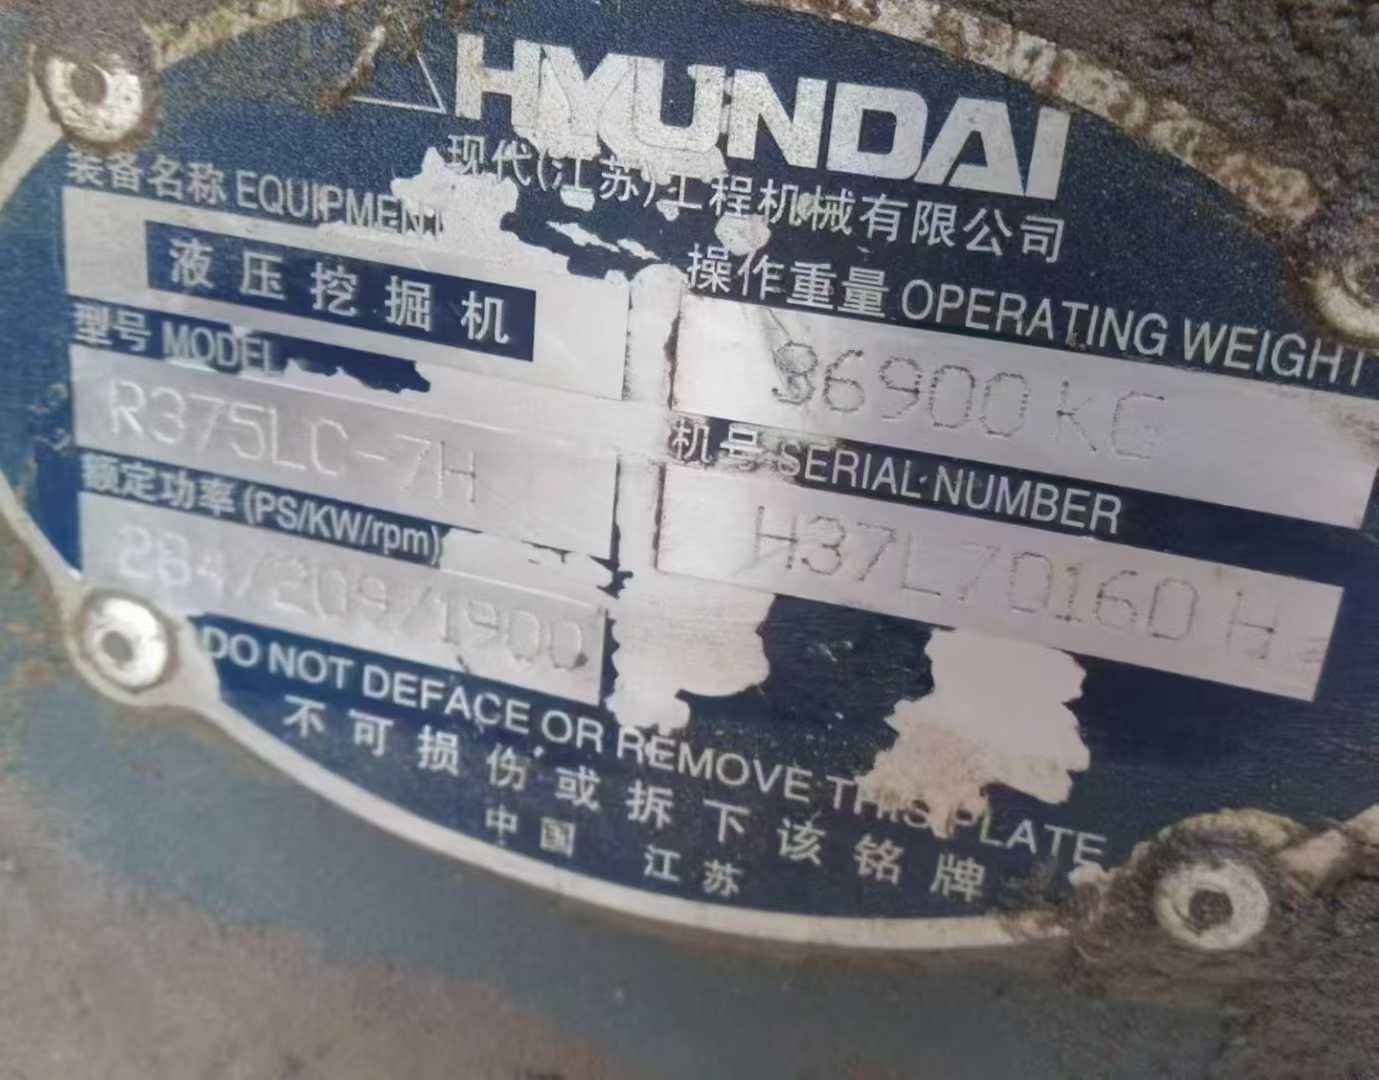 HYUNDAI
现代(江苏)工程机械有限公司
装备名称 EQUIPMENT
液压挖掘机
操作重量 OPERATING WEIGHT
36900 KG
型号 MODEL
R375LC-7H
机号 SERIAL NUMBER
H37L70160H
额定功率 (PS/KW/rpm)
284/209/1900
DO NOT DEFACE OR REMOVE THIS PLATE
不可损伤或拆下该铭牌
中国 江苏